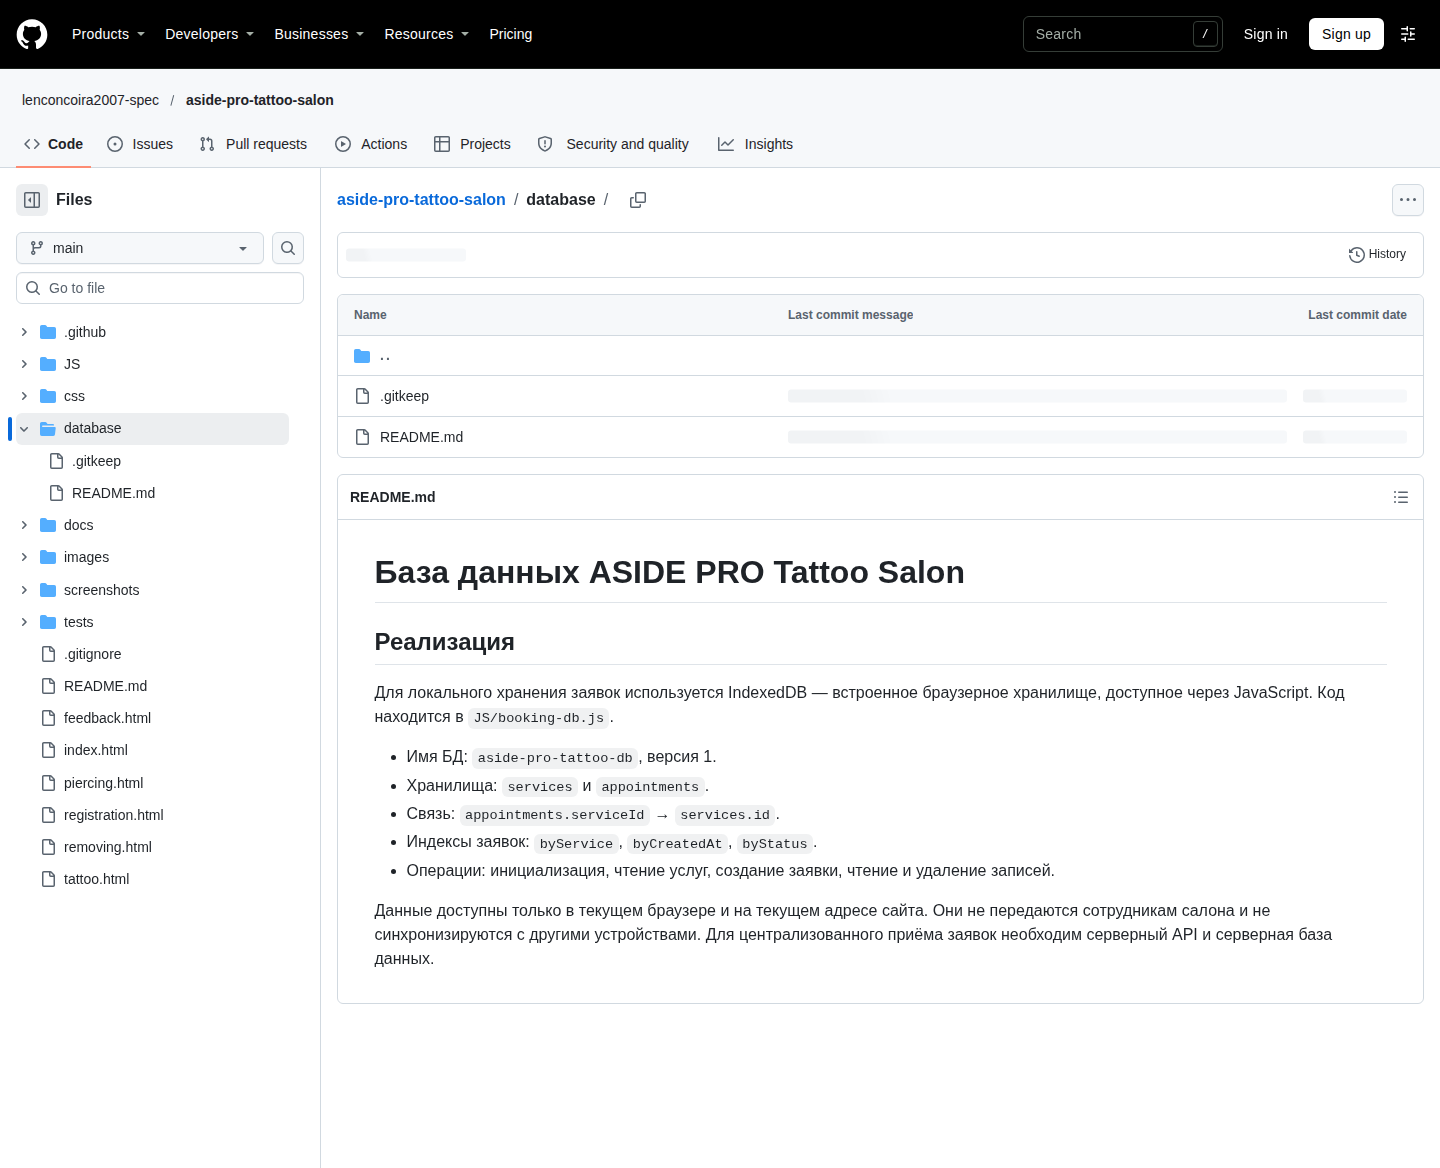 Products Developers Businesses Resources Pricing Search / Sign in Sign up
lenconcoira2007-spec / aside-pro-tattoo-salon
Code Issues Pull requests Actions Projects Security and quality Insights
Files
main
Go to file
.github
JS
css
database
.gitkeep
README.md
docs
images
screenshots
tests
.gitignore
README.md
feedback.html
index.html
piercing.html
registration.html
removing.html
tattoo.html
aside-pro-tattoo-salon / database /
History
Name Last commit message Last commit date
..
.gitkeep
README.md
README.md
База данных ASIDE PRO Tattoo Salon
Реализация
Для локального хранения заявок используется IndexedDB — встроенное браузерное хранилище, доступное через JavaScript. Код
находится в JS/booking-db.js.
• Имя БД: aside-pro-tattoo-db, версия 1.
• Хранилища: services и appointments.
• Связь: appointments.serviceId → services.id.
• Индексы заявок: byService, byCreatedAt, byStatus.
• Операции: инициализация, чтение услуг, создание заявки, чтение и удаление записей.
Данные доступны только в текущем браузере и на текущем адресе сайта. Они не передаются сотрудникам салона и не
синхронизируются с другими устройствами. Для централизованного приёма заявок необходим серверный API и серверная база
данных.